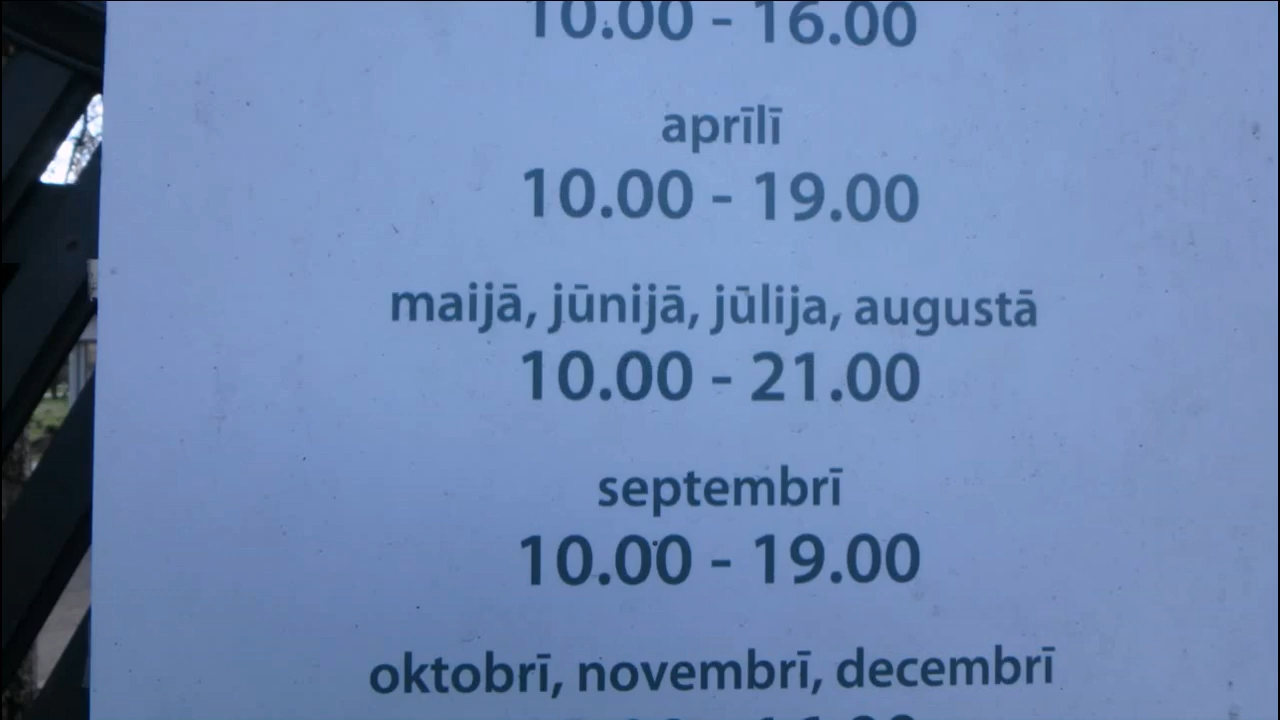 10.00 - 16.00
aprīlī
10.00 - 19.00
maijā, jūnijā, jūlija, augustā
10.00 - 21.00
septembrī
10.00 - 19.00
oktobrī, novembrī, decembrī